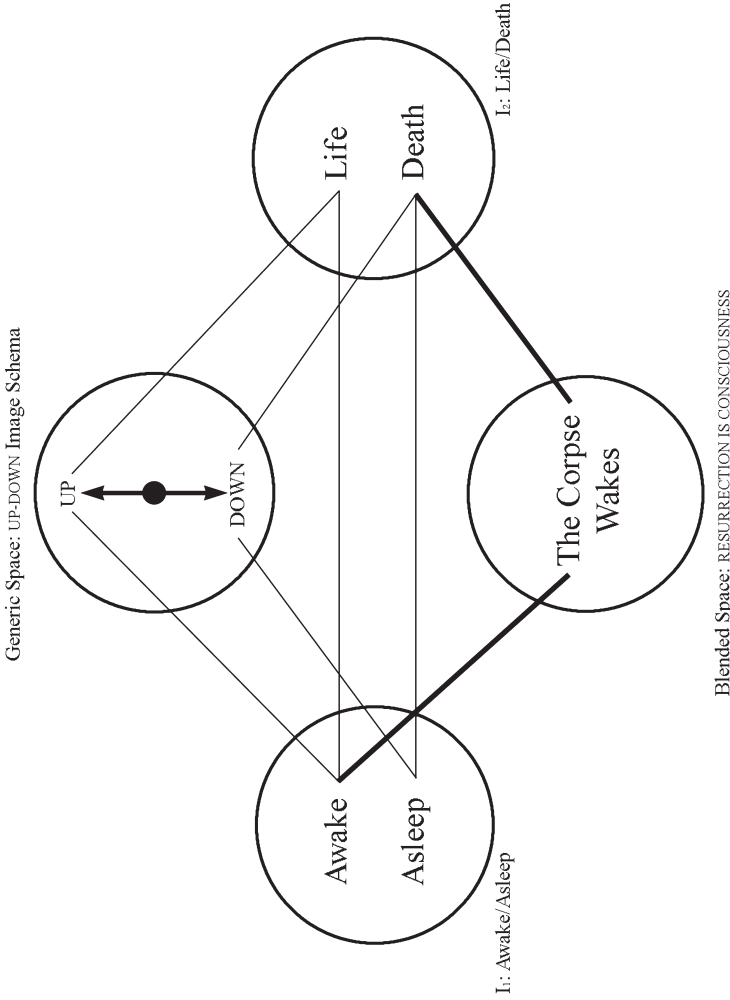 Generic Space: UP-DOWN Image Schema
UP
DOWN
Awake
Asleep
I₁: Awake/Asleep
Life
Death
I₂: Life/Death
The Corpse
Wakes
Blended Space: RESURRECTION IS CONSCIOUSNESS